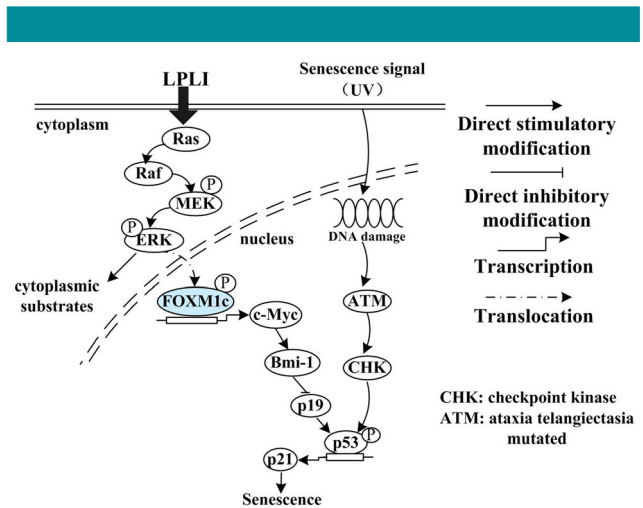 LPLI
Senescence signal
(UV)
cytoplasm
Ras
Raf
P
MEK
P
ERK
nucleus
DNA damage
cytoplasmic
substrates
P
FOXM1c
c-Myc
ATM
Bmi-1
CHK
p19
p53
P
p21
Senescence
Direct stimulatory
modification
Direct inhibitory
modification
Transcription
Translocation
CHK: checkpoint kinase
ATM: ataxia telangiectasia
mutated